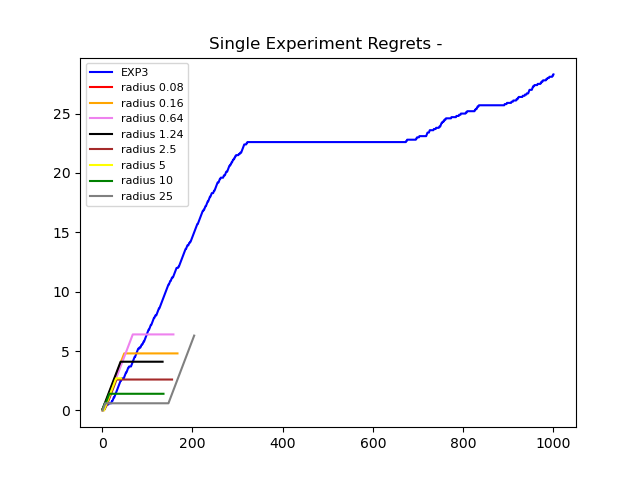 Single Experiment Regrets -
EXP3
radius 0.08
radius 0.16
radius 0.64
radius 1.24
radius 2.5
radius 5
radius 10
radius 25
25
20
15
10
5
0
0 200 400 600 800 1000